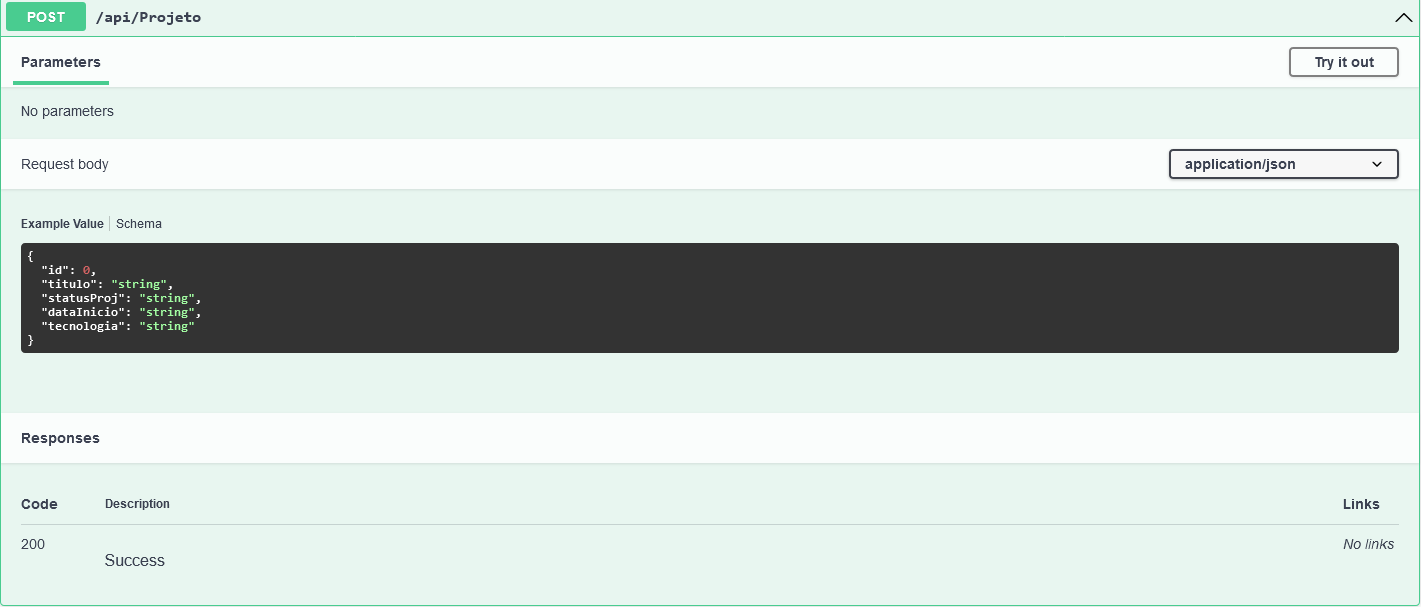 POST /api/Projeto
Parameters
Try it out
No parameters
Request body
application/json
Example Value Schema
{
  "id": 0,
  "titulo": "string",
  "statusProj": "string",
  "dataInicio": "string",
  "tecnologia": "string"
}
Responses
Code Description Links
200 Success No links